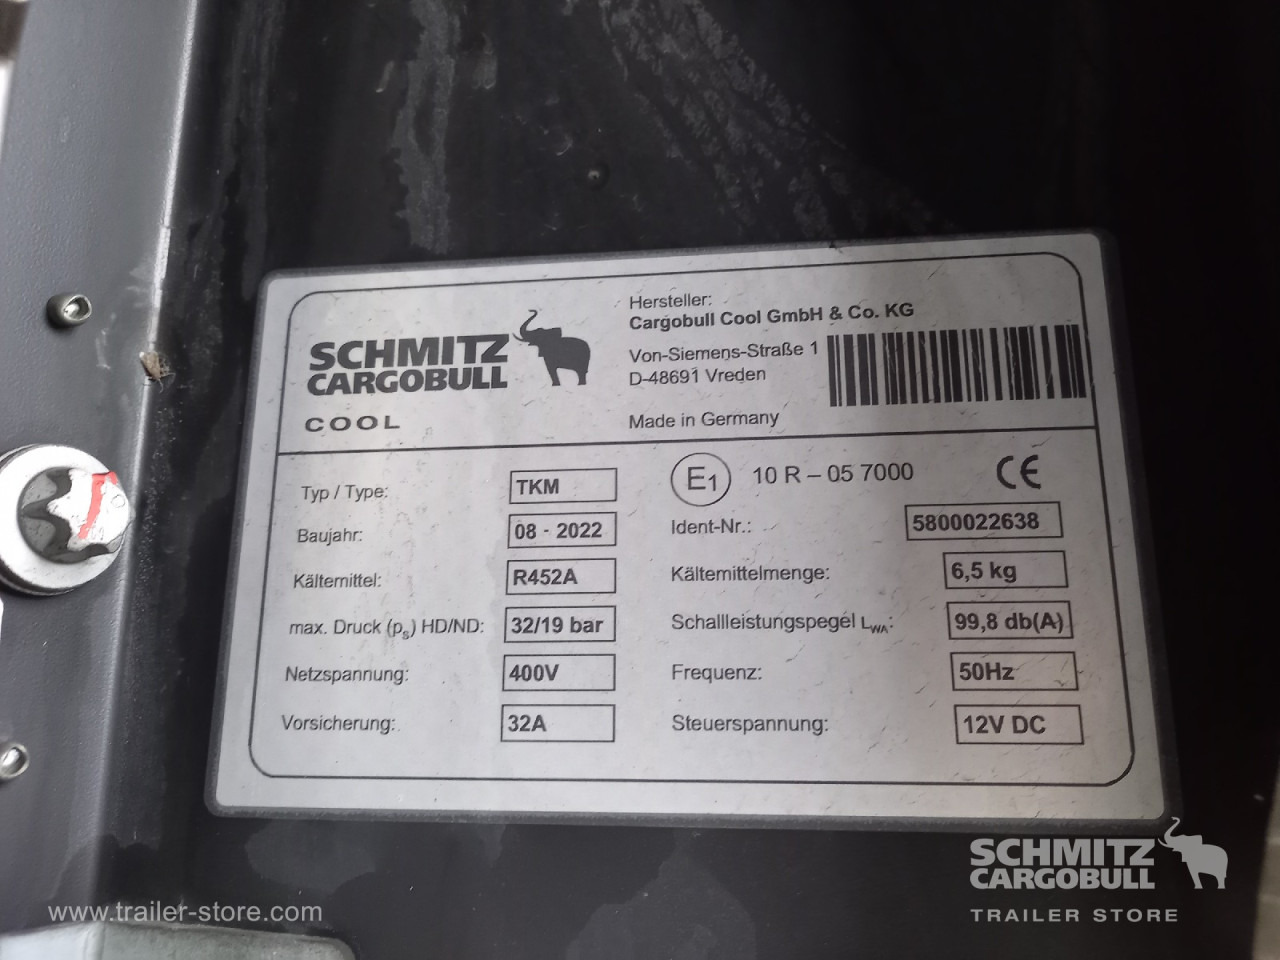 SCHMITZ
CARGOBULL
COOL
Hersteller:
Cargobull Cool GmbH & Co. KG
Von-Siemens-Straße 1
D-48691 Vreden
Made in Germany
Typ / Type: TKM
E1 10 R – 05 7000 CE
Baujahr: 08 - 2022
Ident-Nr.: 5800022638
Kältemittel: R452A
Kältemittelmenge: 6,5 kg
max. Druck (ps) HD/ND: 32/19 bar
Schallleistungspegel LWA: 99,8 db(A)
Netzspannung: 400V
Frequenz: 50Hz
Vorsicherung: 32A
Steuerspannung: 12V DC
SCHMITZ
CARGOBULL
TRAILER STORE
www.trailer-store.com